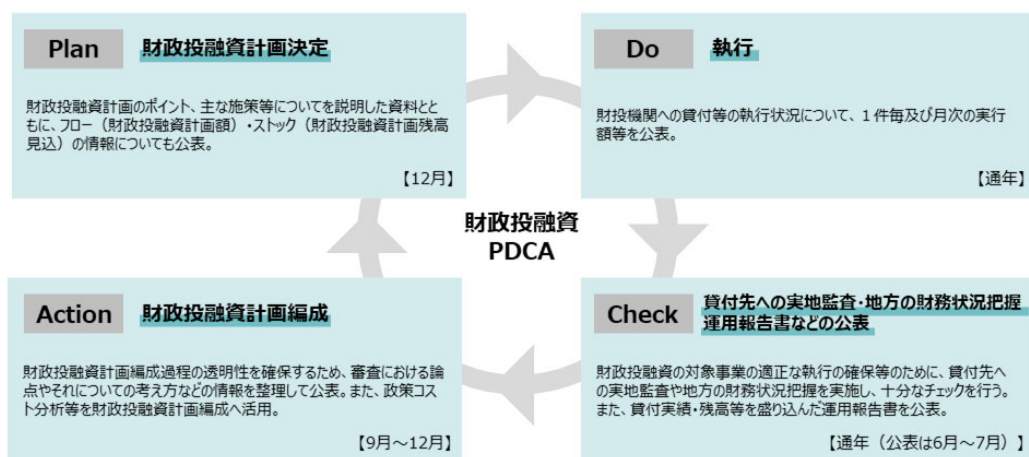 Plan
財政投融資計画決定
財政投融資計画のポイント、主な施策等についてを説明した資料とと
もに、フロー（財政投融資計画額）・ストック（財政投融資計画残高
見込）の情報についても公表。
【12月】
Do
執行
財投機関への貸付等の執行状況について、１件毎及び月次の実行
額等を公表。
【通年】
財政投融資
PDCA
Action
財政投融資計画編成
財政投融資計画編成過程の透明性を確保するため、審査における論
点やそれについての考え方などの情報を整理して公表。また、政策コス
ト分析等を財政投融資計画編成へ活用。
【9月～12月】
Check
貸付先への実地監査・地方の財務状況把握
運用報告書などの公表
財政投融資の対象事業の適正な執行の確保等のために、貸付先へ
の実地監査や地方の財務状況把握を実施し、十分なチェックを行う。
また、貸付実績・残高等を盛り込んだ運用報告書を公表。
【通年（公表は6月～7月）】